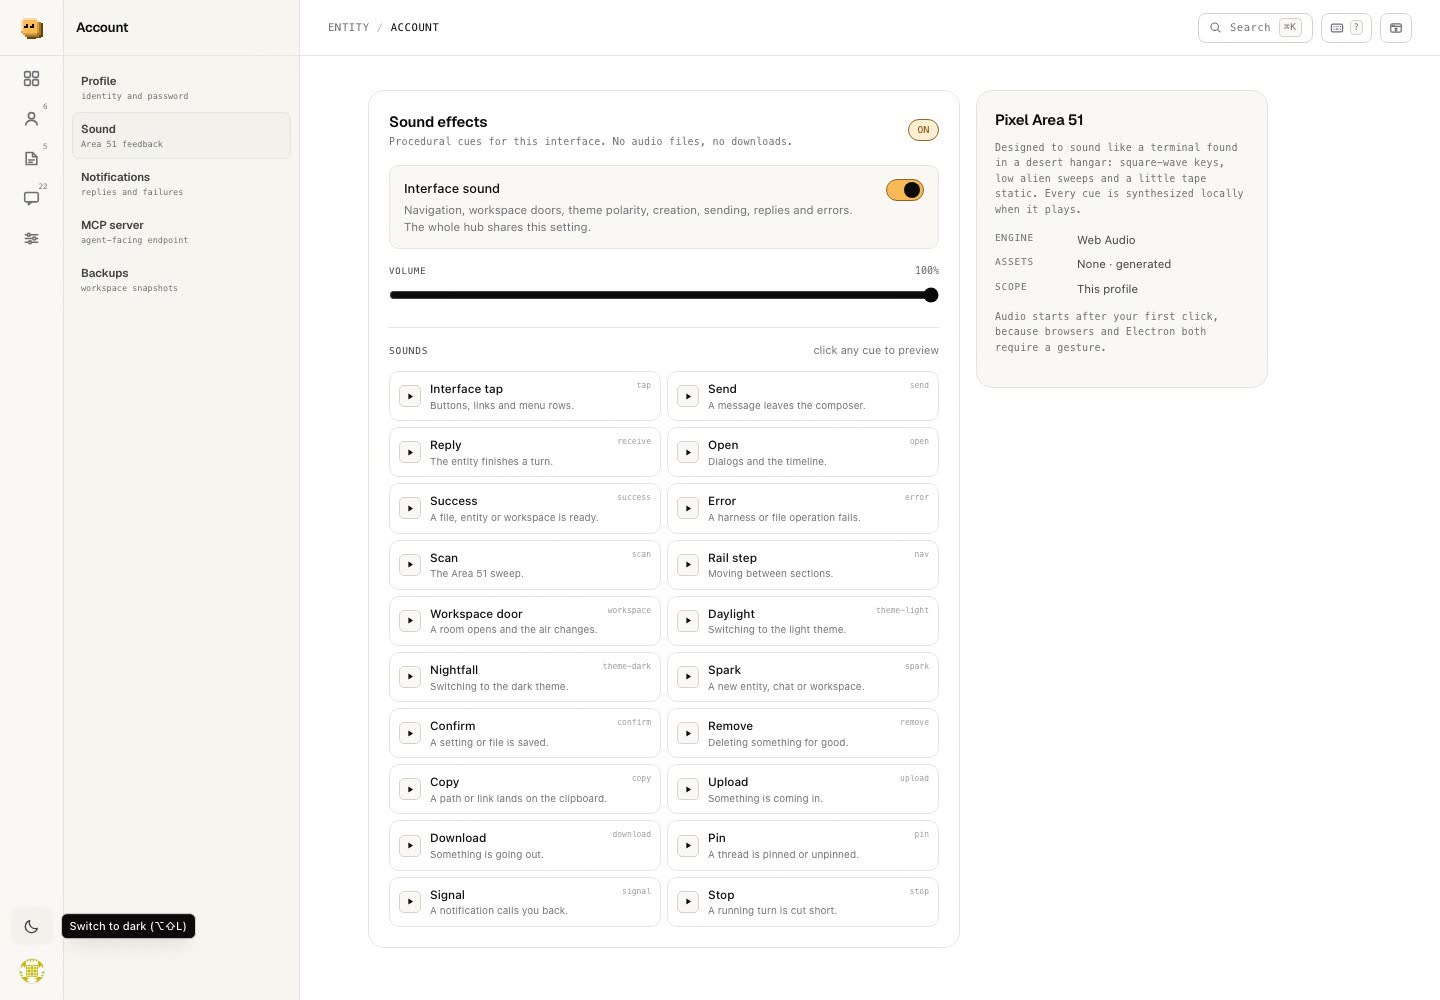 Account
ENTITY / ACCOUNT
Search ⌘K
?
6
5
22
Profile
identity and password
Sound
Area 51 feedback
Notifications
replies and failures
MCP server
agent-facing endpoint
Backups
workspace snapshots
Switch to dark (⌥⇧L)
Sound effects
Procedural cues for this interface. No audio files, no downloads.
ON
Interface sound
Navigation, workspace doors, theme polarity, creation, sending, replies and errors.
The whole hub shares this setting.
VOLUME 100%
SOUNDS click any cue to preview
Interface tap tap
Buttons, links and menu rows.
Send send
A message leaves the composer.
Reply receive
The entity finishes a turn.
Open open
Dialogs and the timeline.
Success success
A file, entity or workspace is ready.
Error error
A harness or file operation fails.
Scan scan
The Area 51 sweep.
Rail step nav
Moving between sections.
Workspace door workspace
A room opens and the air changes.
Daylight theme-light
Switching to the light theme.
Nightfall theme-dark
Switching to the dark theme.
Spark spark
A new entity, chat or workspace.
Confirm confirm
A setting or file is saved.
Remove remove
Deleting something for good.
Copy copy
A path or link lands on the clipboard.
Upload upload
Something is coming in.
Download download
Something is going out.
Pin pin
A thread is pinned or unpinned.
Signal signal
A notification calls you back.
Stop stop
A running turn is cut short.
Pixel Area 51
Designed to sound like a terminal found
in a desert hangar: square-wave keys,
low alien sweeps and a little tape
static. Every cue is synthesized locally
when it plays.
ENGINE Web Audio
ASSETS None · generated
SCOPE This profile
Audio starts after your first click,
because browsers and Electron both
require a gesture.